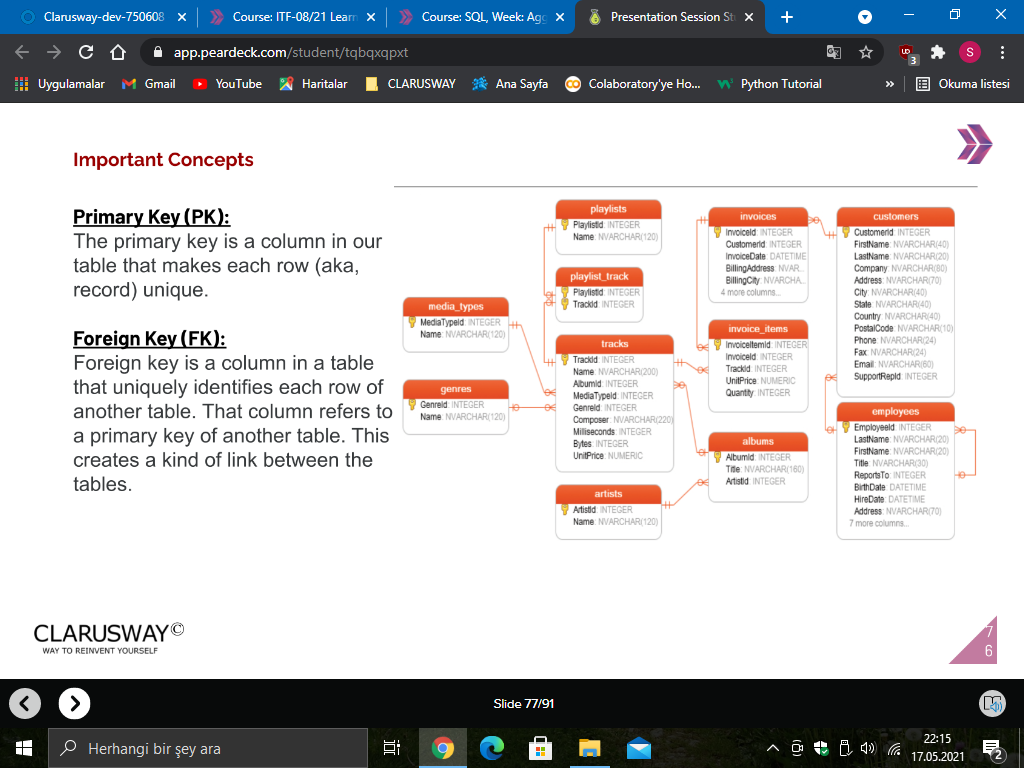 Clarusway-dev-750608
Course: ITF-08/21 Learn
Course: SQL, Week: Agg
Presentation Session St
app.peardeck.com/student/tqbqxqpxt
UD
3
S
Uygulamalar
Gmail
YouTube
Haritalar
CLARUSWAY
Ana Sayfa
Colaboratory'ye Ho...
Python Tutorial
»
Okuma listesi
Important Concepts
Primary Key (PK):
The primary key is a column in our
table that makes each row (aka,
record) unique.
Foreign Key (FK):
Foreign key is a column in a table
that uniquely identifies each row of
another table. That column refers to
a primary key of another table. This
creates a kind of link between the
tables.
media_types
MediaTypeId: INTEGER
Name: NVARCHAR(120)
genres
GenreId: INTEGER
Name: NVARCHAR(120)
playlists
PlaylistId: INTEGER
Name: NVARCHAR(120)
playlist_track
PlaylistId: INTEGER
TrackId: INTEGER
tracks
TrackId: INTEGER
Name: NVARCHAR(200)
AlbumId: INTEGER
MediaTypeId: INTEGER
GenreId: INTEGER
Composer: NVARCHAR(220)
Milliseconds: INTEGER
Bytes: INTEGER
UnitPrice: NUMERIC
artists
ArtistId: INTEGER
Name: NVARCHAR(120)
invoices
InvoiceId: INTEGER
CustomerId: INTEGER
InvoiceDate: DATETIME
BillingAddress: NVAR...
BillingCity: NVARCHA...
4 more columns...
invoice_items
InvoiceItemId: INTEGER
InvoiceId: INTEGER
TrackId: INTEGER
UnitPrice: NUMERIC
Quantity: INTEGER
albums
AlbumId: INTEGER
Title: NVARCHAR(160)
ArtistId: INTEGER
customers
CustomerId: INTEGER
FirstName: NVARCHAR(40)
LastName: NVARCHAR(20)
Company: NVARCHAR(80)
Address: NVARCHAR(70)
City: NVARCHAR(40)
State: NVARCHAR(40)
Country: NVARCHAR(40)
PostalCode: NVARCHAR(10)
Phone: NVARCHAR(24)
Fax: NVARCHAR(24)
Email: NVARCHAR(60)
SupportRepId: INTEGER
employees
EmployeeId: INTEGER
LastName: NVARCHAR(20)
FirstName: NVARCHAR(20)
Title: NVARCHAR(30)
ReportsTo: INTEGER
BirthDate: DATETIME
HireDate: DATETIME
Address: NVARCHAR(70)
7 more columns...
CLARUSWAY©
WAY TO REINVENT YOURSELF
7
6
Slide 77/91
Herhangi bir şey ara
22:15
17.05.2021
2